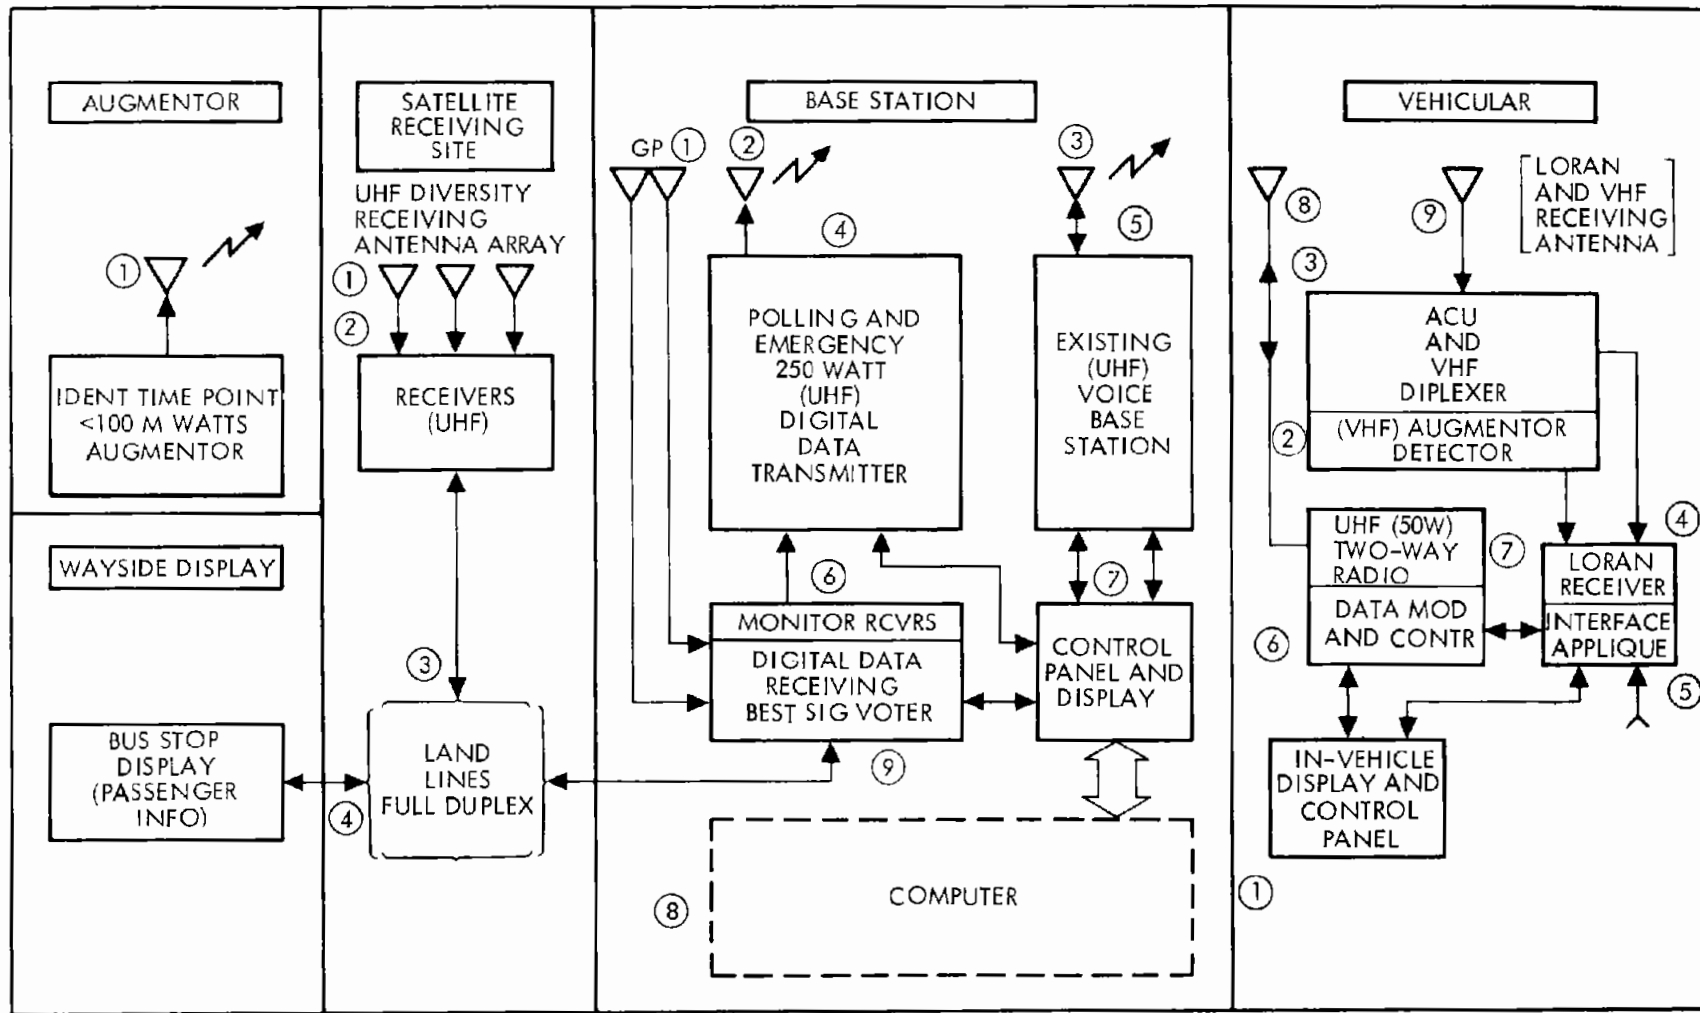 AUGMENTOR
1
IDENT TIME POINT
<100 M WATTS
AUGMENTOR
WAYSIDE DISPLAY
BUS STOP
DISPLAY
(PASSENGER
INFO)
SATELLITE
RECEIVING
SITE
UHF DIVERSITY
RECEIVING
ANTENNA ARRAY
1
2
RECEIVERS
(UHF)
3
LAND
LINES
FULL DUPLEX
4
BASE STATION
GP 1
2
3
4
5
POLLING AND
EMERGENCY
250 WATT
(UHF)
DIGITAL
DATA
TRANSMITTER
EXISTING
(UHF)
VOICE
BASE
STATION
6
7
MONITOR RCVRS
DIGITAL DATA
RECEIVING
BEST SIG VOTER
CONTROL
PANEL AND
DISPLAY
9
8
COMPUTER
VEHICULAR
8
9
LORAN
AND VHF
RECEIVING
ANTENNA
3
ACU
AND
VHF
DIPLEXER
2
(VHF) AUGMENTOR
DETECTOR
4
UHF (50W)
TWO-WAY
RADIO
7
LORAN
RECEIVER
DATA MOD
AND CONTR
INTERFACE
APPLIQUE
6
5
IN-VEHICLE
DISPLAY AND
CONTROL
PANEL
1